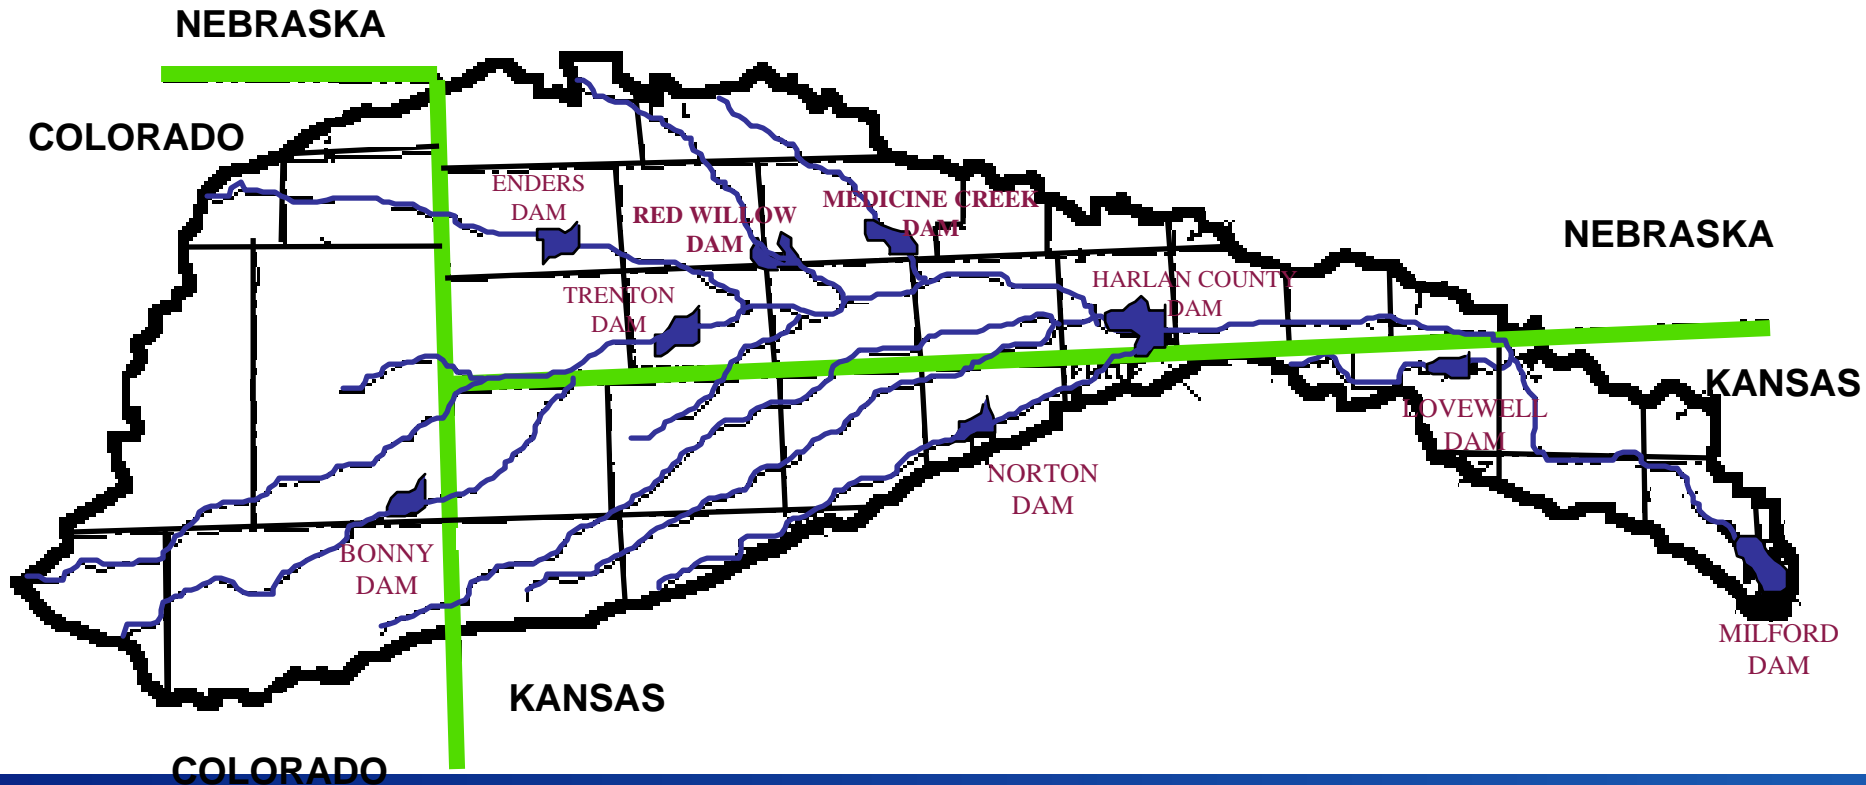 NEBRASKA
COLORADO
ENDERS
DAM
RED WILLOW
DAM
MEDICINE CREEK
DAM
NEBRASKA
TRENTON
DAM
HARLAN COUNTY
DAM
KANSAS
LOVEWELL
DAM
NORTON
DAM
BONNY
DAM
MILFORD
DAM
KANSAS
COLORADO